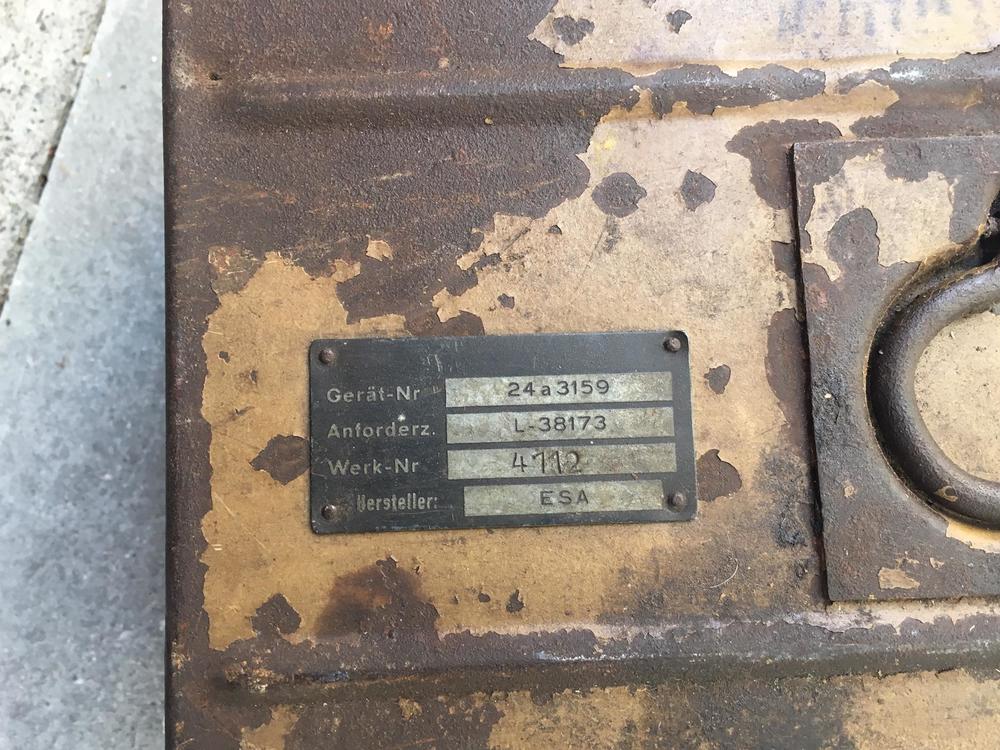 Gerät-Nr 24a3159
Anforderz. L-38173
Werk-Nr 4712
Hersteller: ESA